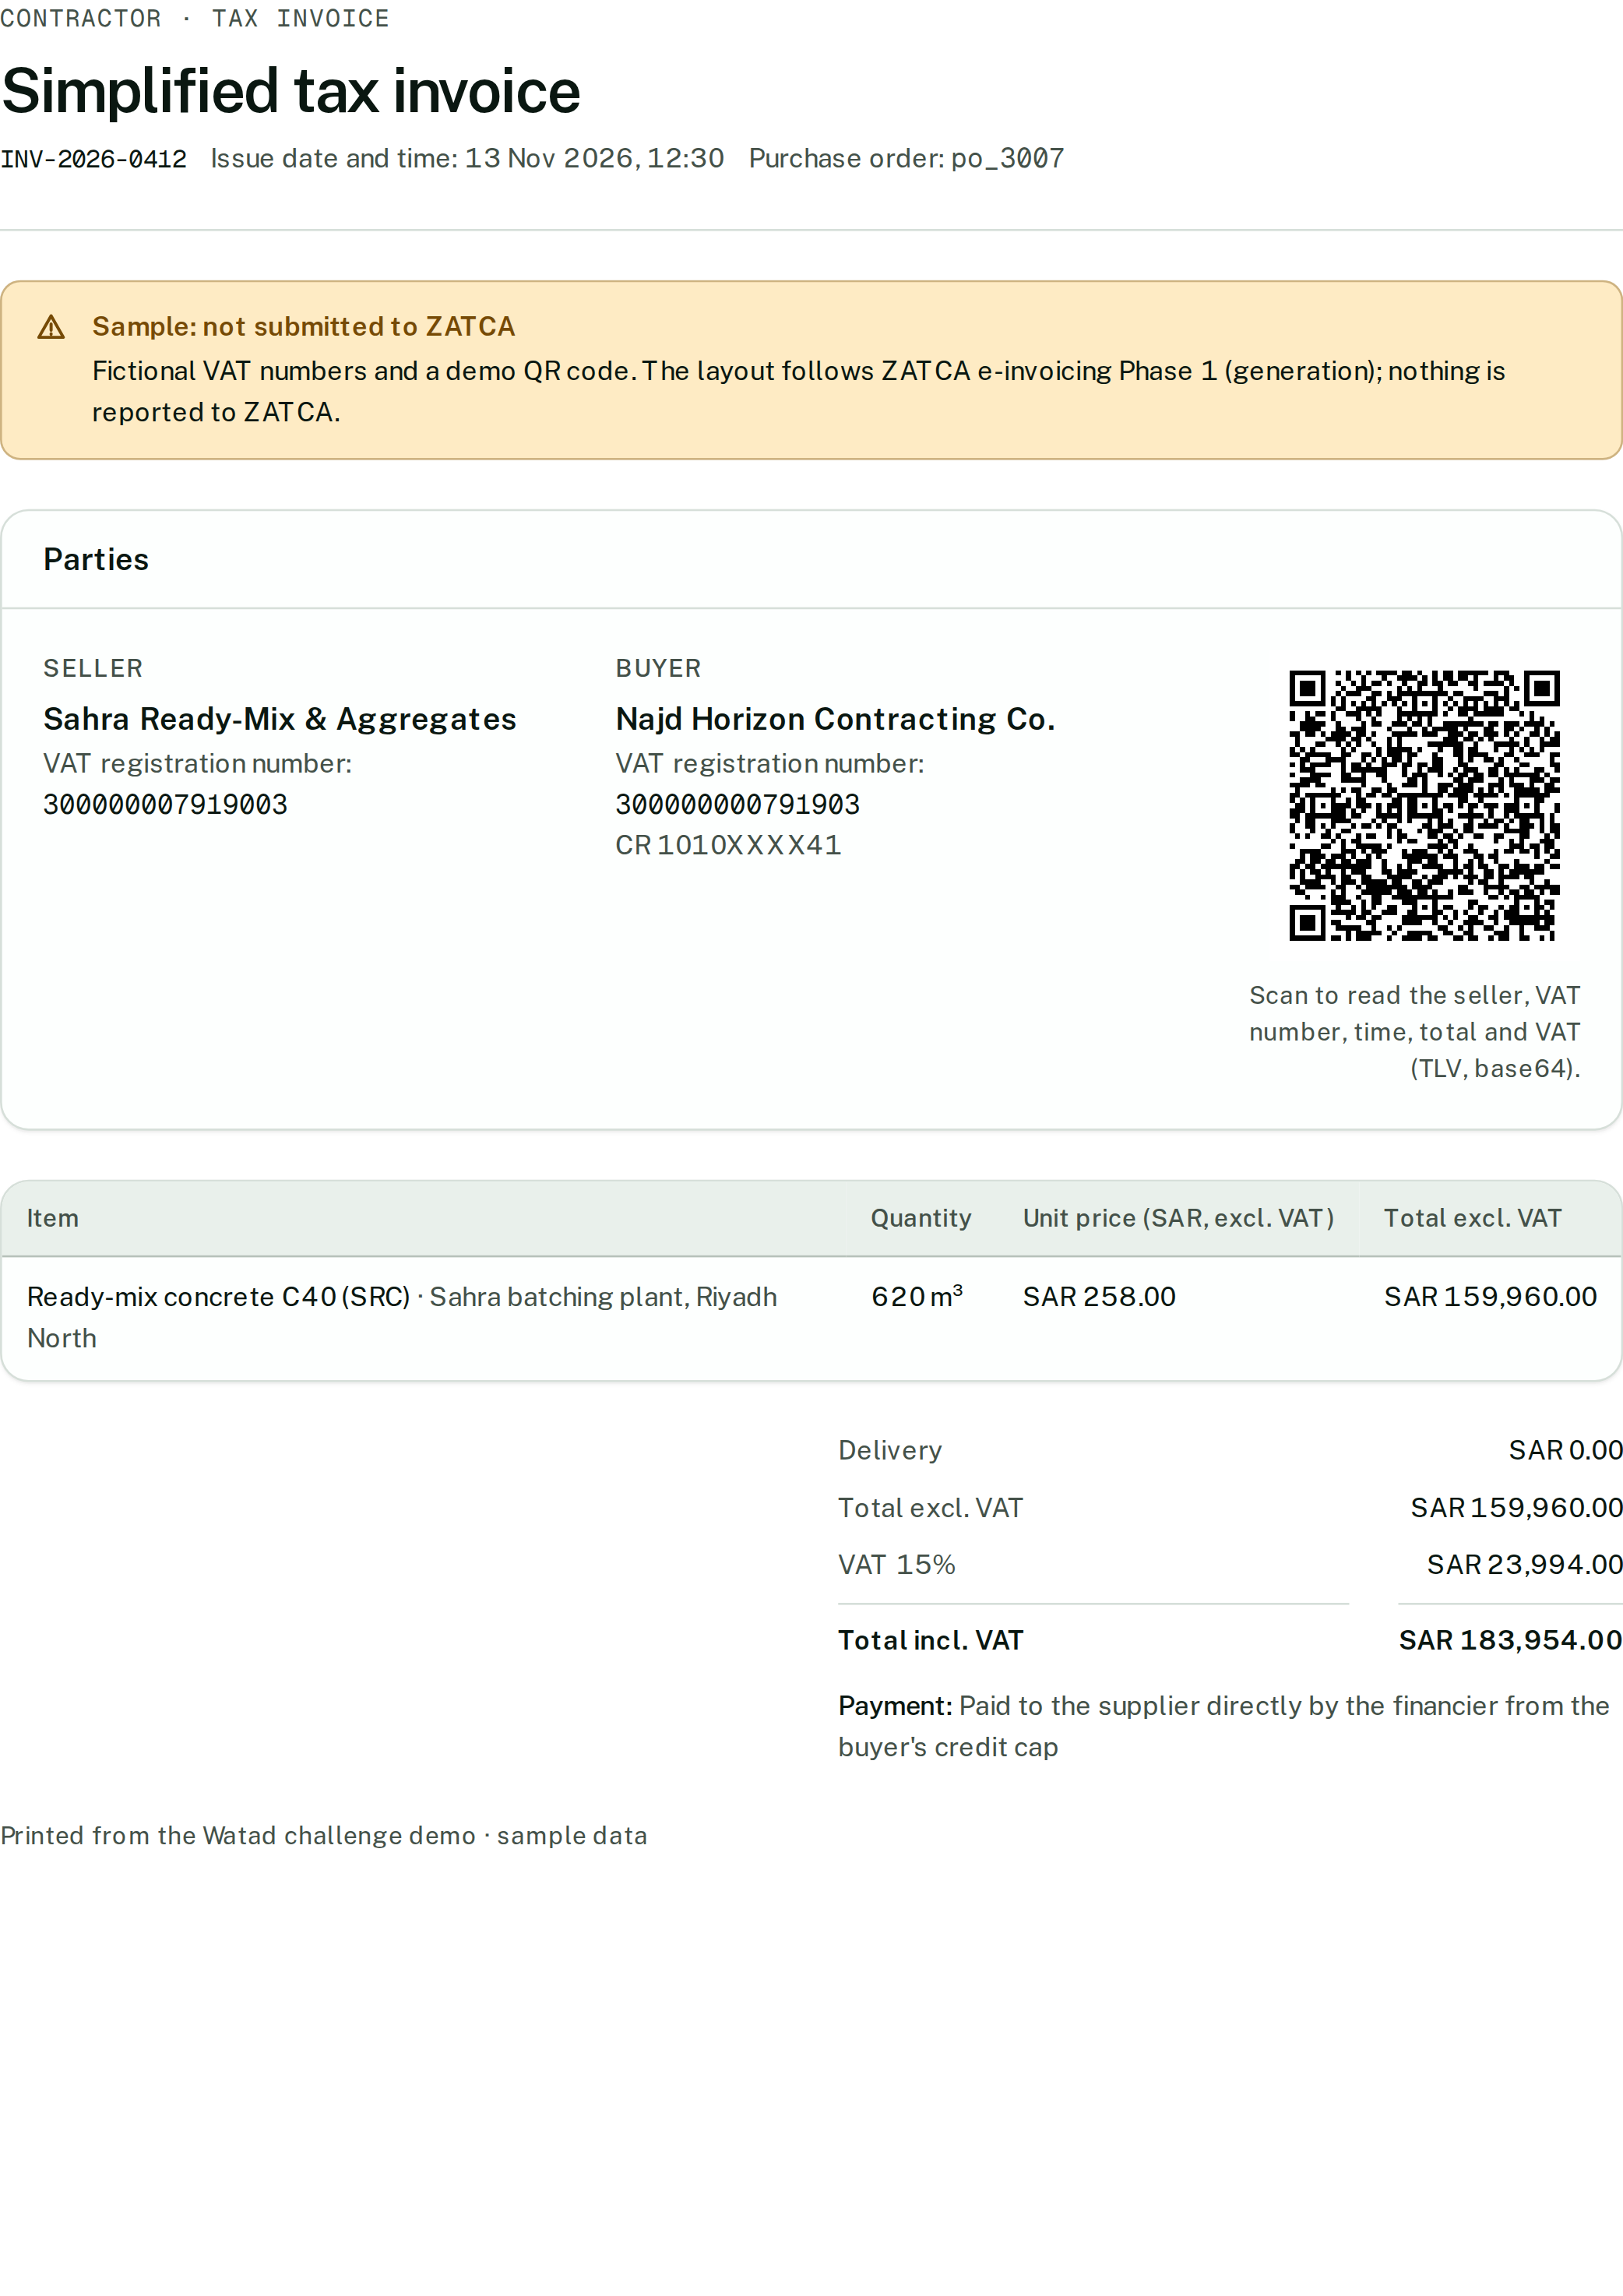 CONTRACTOR · TAX INVOICE
Simplified tax invoice
INV-2026-0412 Issue date and time: 13 Nov 2026, 12:30 Purchase order: po_3007
Sample: not submitted to ZATCA
Fictional VAT numbers and a demo QR code. The layout follows ZATCA e-invoicing Phase 1 (generation); nothing is
reported to ZATCA.
Parties
SELLER
Sahra Ready-Mix & Aggregates
VAT registration number:
300000007919003
BUYER
Najd Horizon Contracting Co.
VAT registration number:
300000000791903
CR 1010XXXX41
Scan to read the seller, VAT
number, time, total and VAT
(TLV, base64).
Item Quantity Unit price (SAR, excl. VAT) Total excl. VAT
Ready-mix concrete C40 (SRC) · Sahra batching plant, Riyadh 620 m³ SAR 258.00 SAR 159,960.00
North
Delivery SAR 0.00
Total excl. VAT SAR 159,960.00
VAT 15% SAR 23,994.00
Total incl. VAT SAR 183,954.00
Payment: Paid to the supplier directly by the financier from the
buyer's credit cap
Printed from the Watad challenge demo · sample data